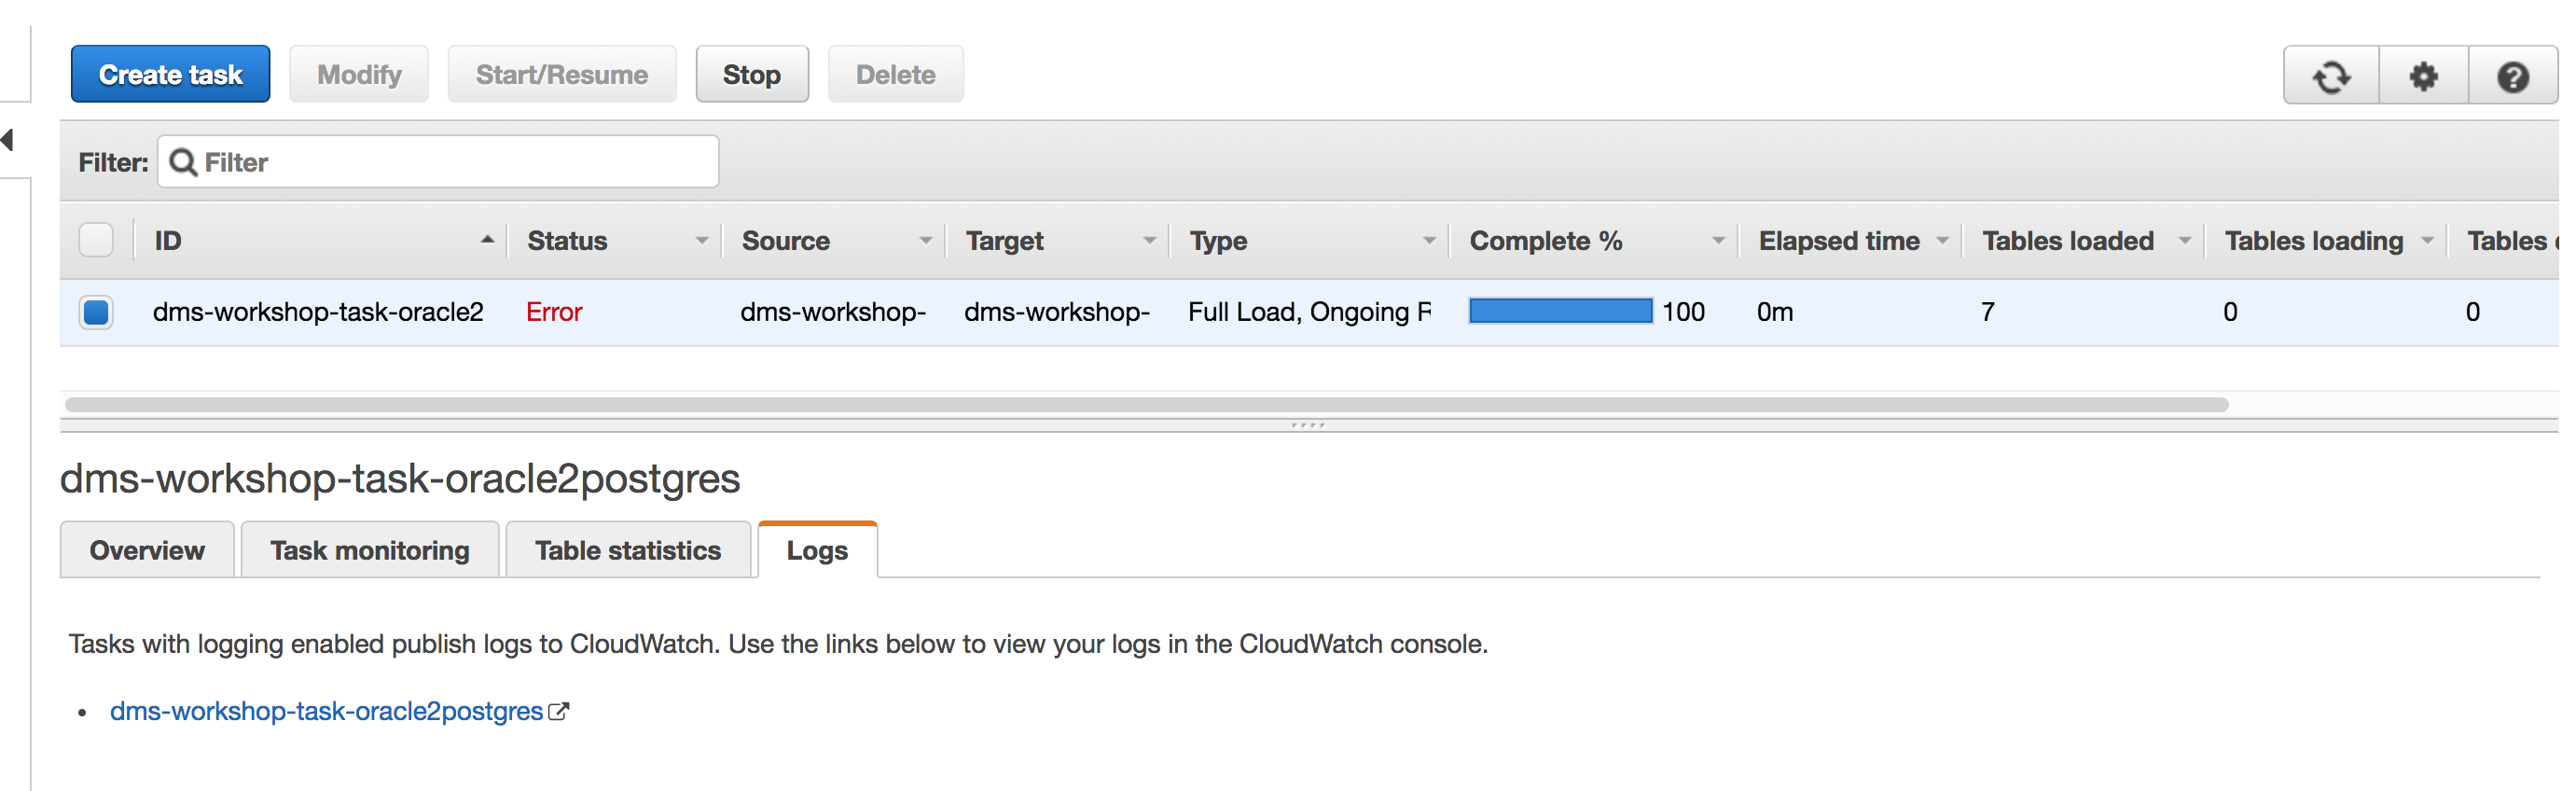 Create task Modify Start/Resume Stop Delete
Filter: Filter
ID Status Source Target Type Complete % Elapsed time Tables loaded Tables loading Tables
dms-workshop-task-oracle2 Error dms-workshop- dms-workshop- Full Load, Ongoing 100 0m 7 0 0
dms-workshop-task-oracle2postgres
Overview Task monitoring Table statistics Logs
Tasks with logging enabled publish logs to CloudWatch. Use the links below to view your logs in the CloudWatch console.
• dms-workshop-task-oracle2postgres